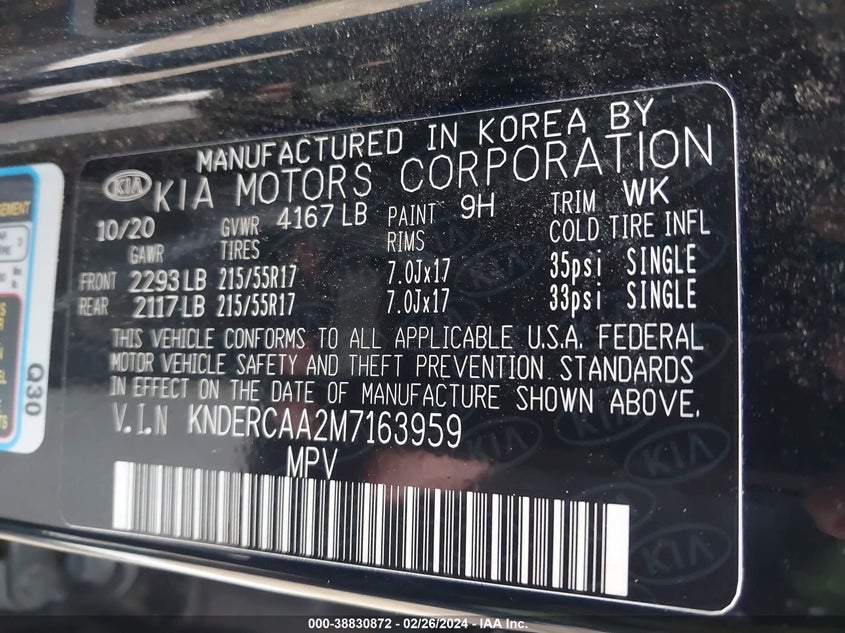 MANUFACTURED IN KOREA BY
KIA KIA MOTORS CORPORATION
10/20 GVWR 4167 LB PAINT 9H TRIM WK
GAWR TIRES RIMS COLD TIRE INFL
FRONT 2293 LB 215/55R17 7.0Jx17 35psi SINGLE
REAR 2117 LB 215/55R17 7.0Jx17 33psi SINGLE
THIS VEHICLE CONFORMS TO ALL APPLICABLE U.S.A. FEDERAL
MOTOR VEHICLE SAFETY AND THEFT PREVENTION STANDARDS
IN EFFECT ON THE DATE OF MANUFACTURE SHOWN ABOVE.
V.I.N KNDERCAA2M7163959
MPV
Q30
000-38830872 - 02/26/2024 - IAA Inc.